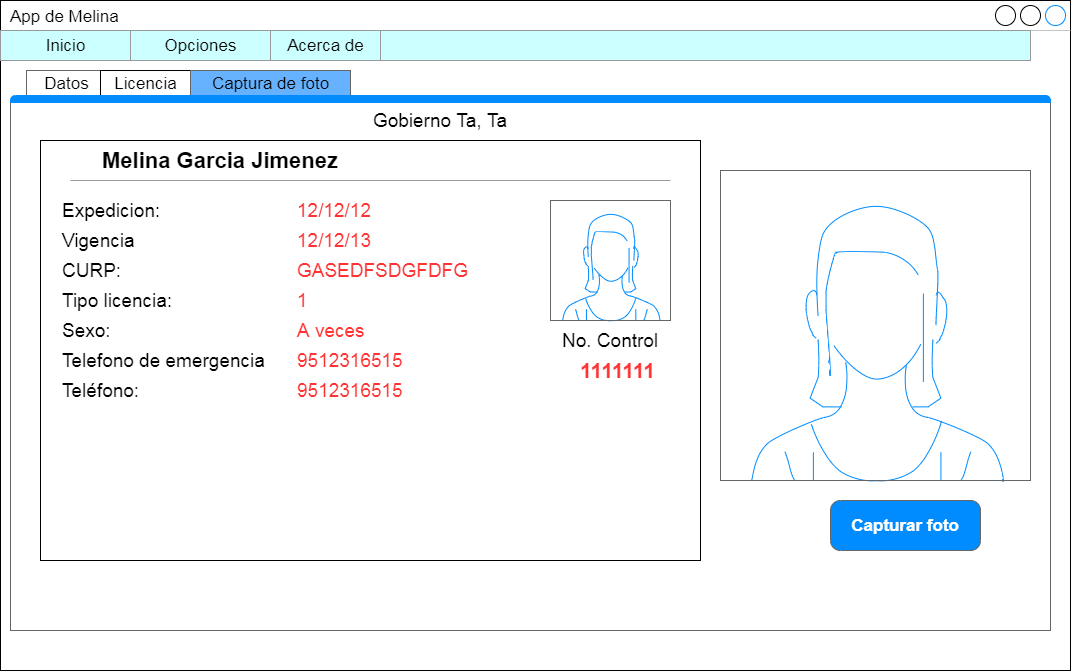 App de Melina
Inicio Opciones Acerca de
Datos Licencia Captura de foto
Gobierno Ta, Ta
Melina Garcia Jimenez
Expedicion: 12/12/12
Vigencia 12/12/13
CURP: GASEDFSDGFDFG
Tipo licencia: 1
Sexo: A veces
Telefono de emergencia 9512316515
Teléfono: 9512316515
No. Control
1111111
Capturar foto